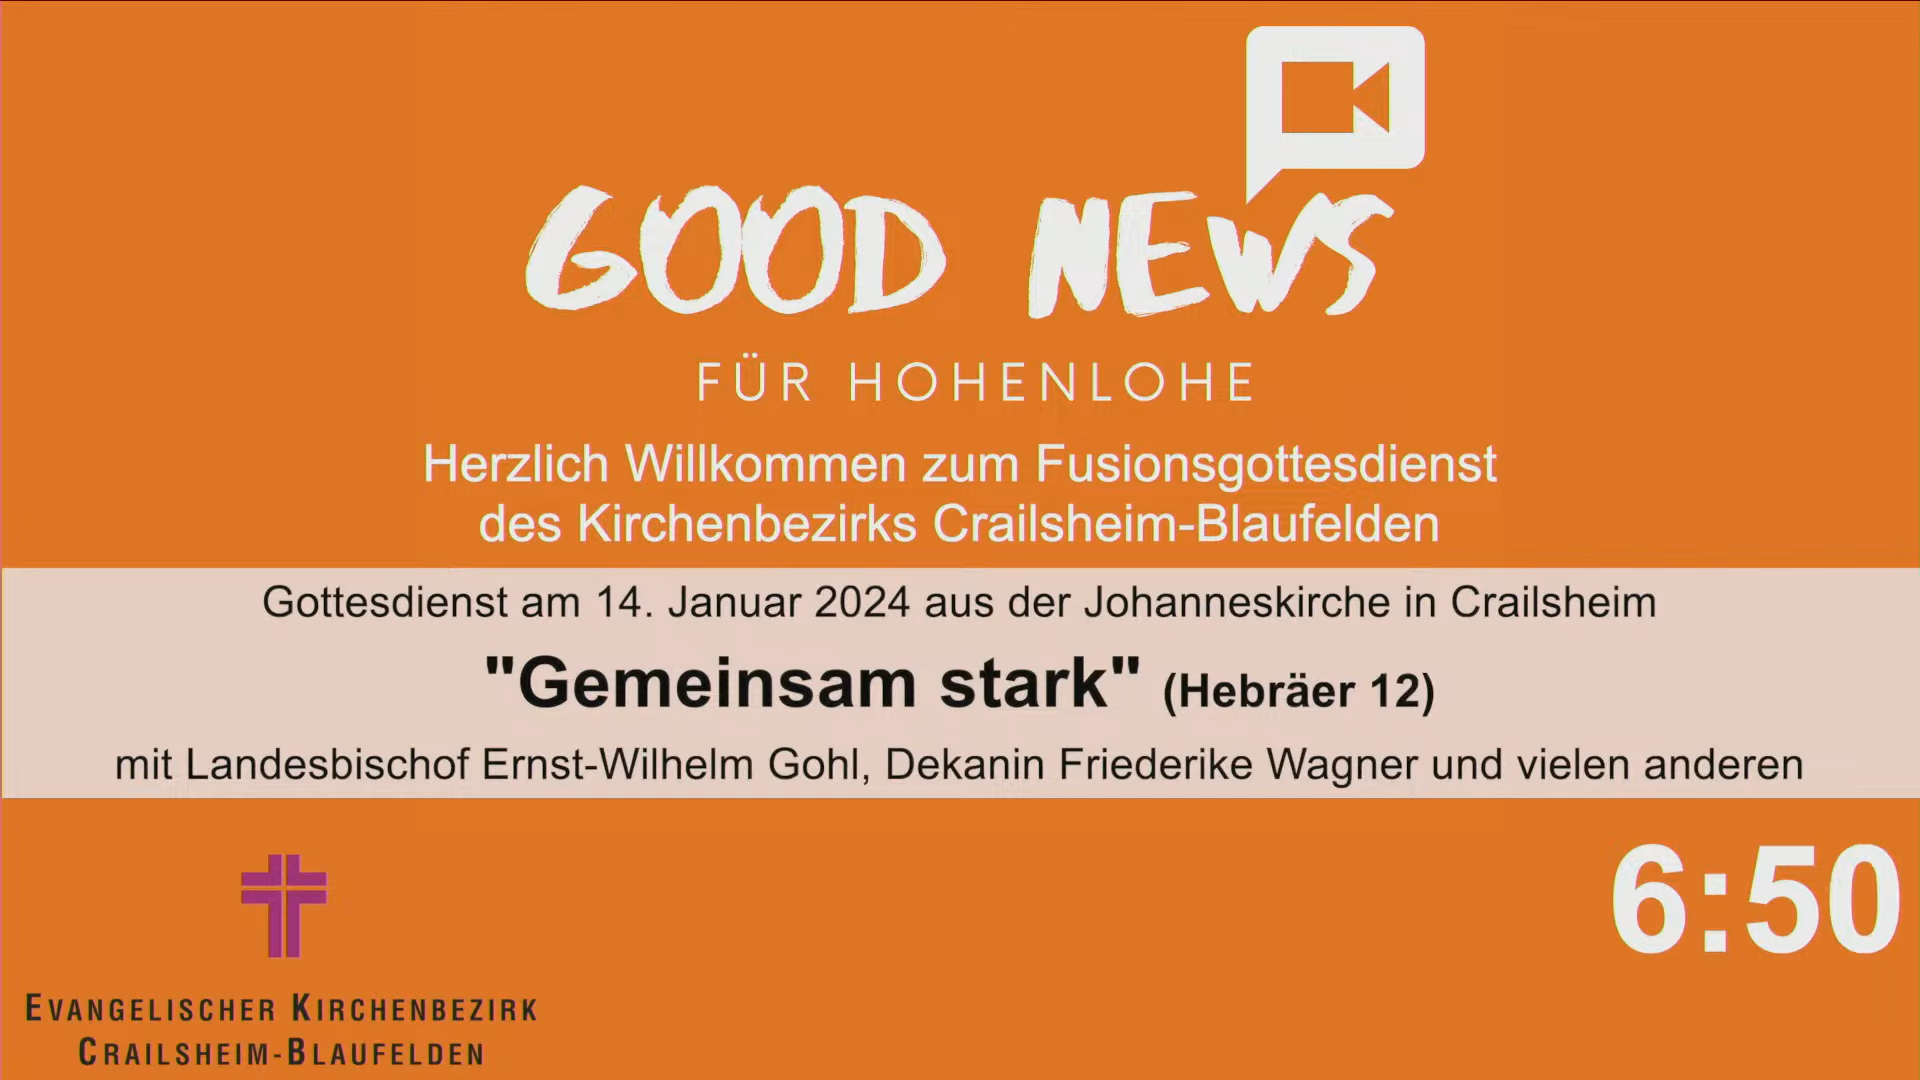 GOOD NEWS
FÜR HOHENLOHE
Herzlich Willkommen zum Fusionsgottesdienst
des Kirchenbezirks Crailsheim-Blaufelden
Gottesdienst am 14. Januar 2024 aus der Johanneskirche in Crailsheim
"Gemeinsam stark" (Hebräer 12)
mit Landesbischof Ernst-Wilhelm Gohl, Dekanin Friederike Wagner und vielen anderen
6:50
EVANGELISCHER KIRCHENBEZIRK
CRAILSHEIM-BLAUFELDEN